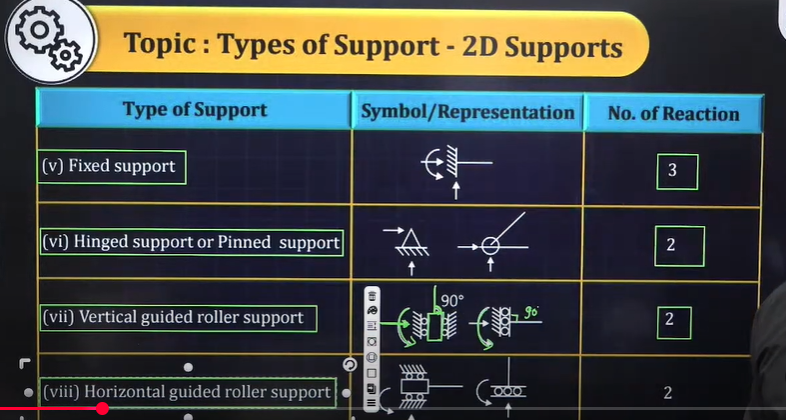 Topic : Types of Support - 2D Supports
Type of Support Symbol/Representation No. of Reaction
(v) Fixed support 3
(vi) Hinged support or Pinned support 2
(vii) Vertical guided roller support 90° 90° 2
(viii) Horizontal guided roller support 2